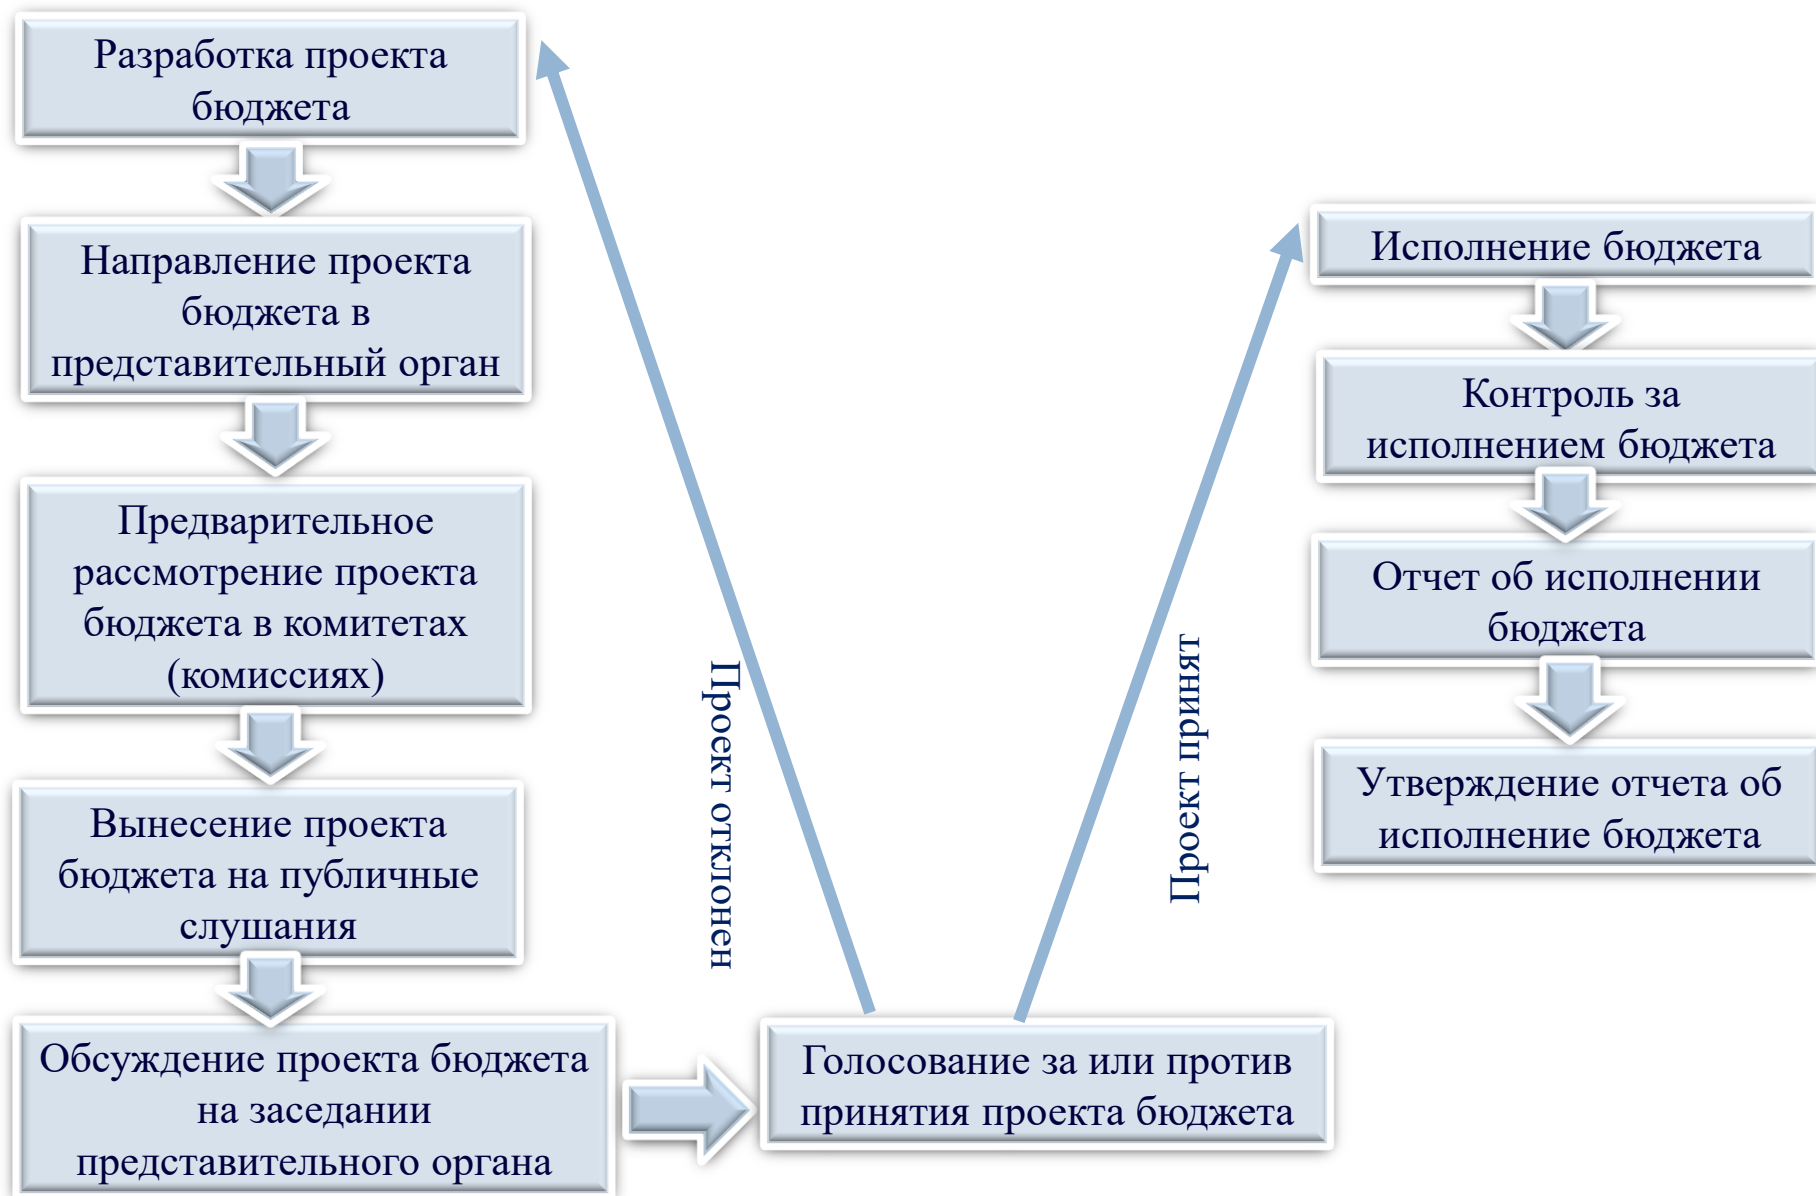 Разработка проекта
бюджета
Направление проекта
бюджета в
представительный орган
Предварительное
рассмотрение проекта
бюджета в комитетах
(комиссиях)
Вынесение проекта
бюджета на публичные
слушания
Обсуждение проекта бюджета
на заседании
представительного органа
Проект отклонен
Голосование за или против
принятия проекта бюджета
Проект принят
Исполнение бюджета
Контроль за
исполнением бюджета
Отчет об исполнении
бюджета
Утверждение отчета об
исполнение бюджета